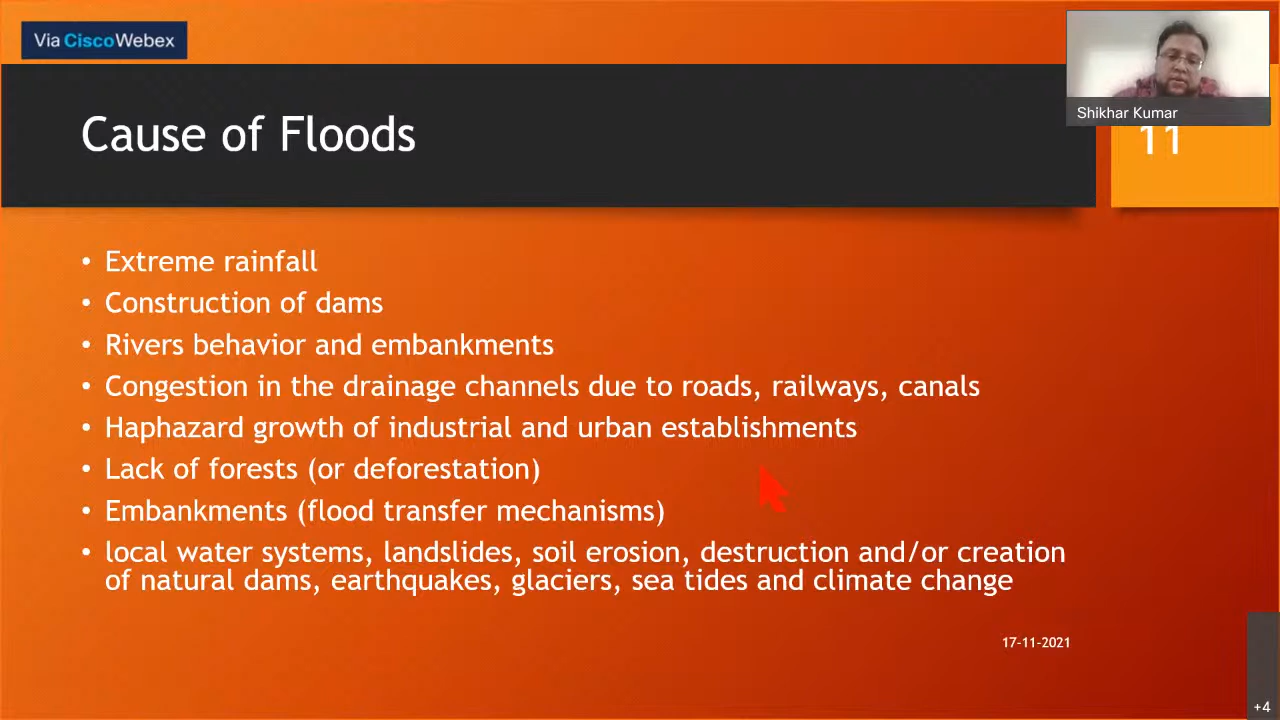 Via CiscoWebex
Shikhar Kumar
Cause of Floods
11
• Extreme rainfall
• Construction of dams
• Rivers behavior and embankments
• Congestion in the drainage channels due to roads, railways, canals
• Haphazard growth of industrial and urban establishments
• Lack of forests (or deforestation)
• Embankments (flood transfer mechanisms)
• local water systems, landslides, soil erosion, destruction and/or creation
of natural dams, earthquakes, glaciers, sea tides and climate change
17-11-2021
+4